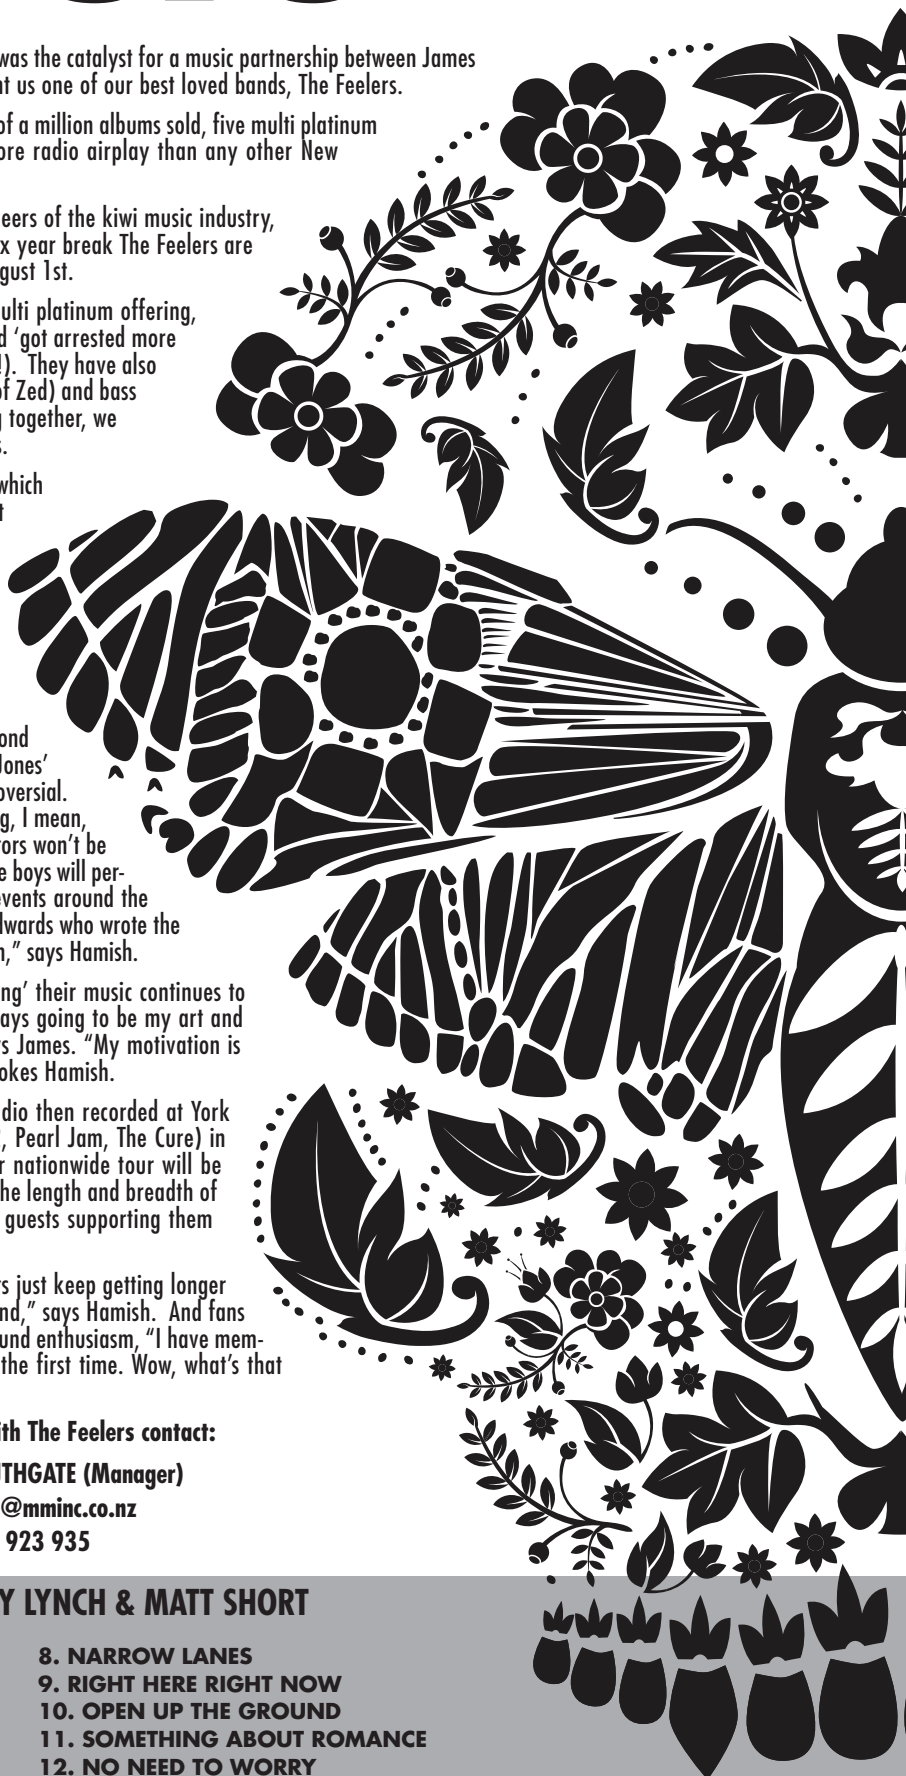 was the catalyst for a music partnership between James
us one of our best loved bands, The Feelers.
of a million albums sold, five multi platinum
ore radio airplay than any other New
eers of the kiwi music industry,
x year break The Feelers are
gust 1st.
ulti platinum offering,
d ‘got arrested more
!). They have also
of Zed) and bass
g together, we
s.
which
t
ond
Jones’
oversial.
g, I mean,
tors won’t be
e boys will per-
events around the
dwards who wrote the
n,” says Hamish.
ng’ their music continues to
ays going to be my art and
s James. “My motivation is
okes Hamish.
dio then recorded at York
, Pearl Jam, The Cure) in
r nationwide tour will be
he length and breadth of
guests supporting them
rs just keep getting longer
nd,” says Hamish. And fans
und enthusiasm, “I have mem-
the first time. Wow, what’s that
ith The Feelers contact:
THGATE (Manager)
@mminc.co.nz
923 935
Y LYNCH & MATT SHORT
8. NARROW LANES
9. RIGHT HERE RIGHT NOW
10. OPEN UP THE GROUND
11. SOMETHING ABOUT ROMANCE
12. NO NEED TO WORRY